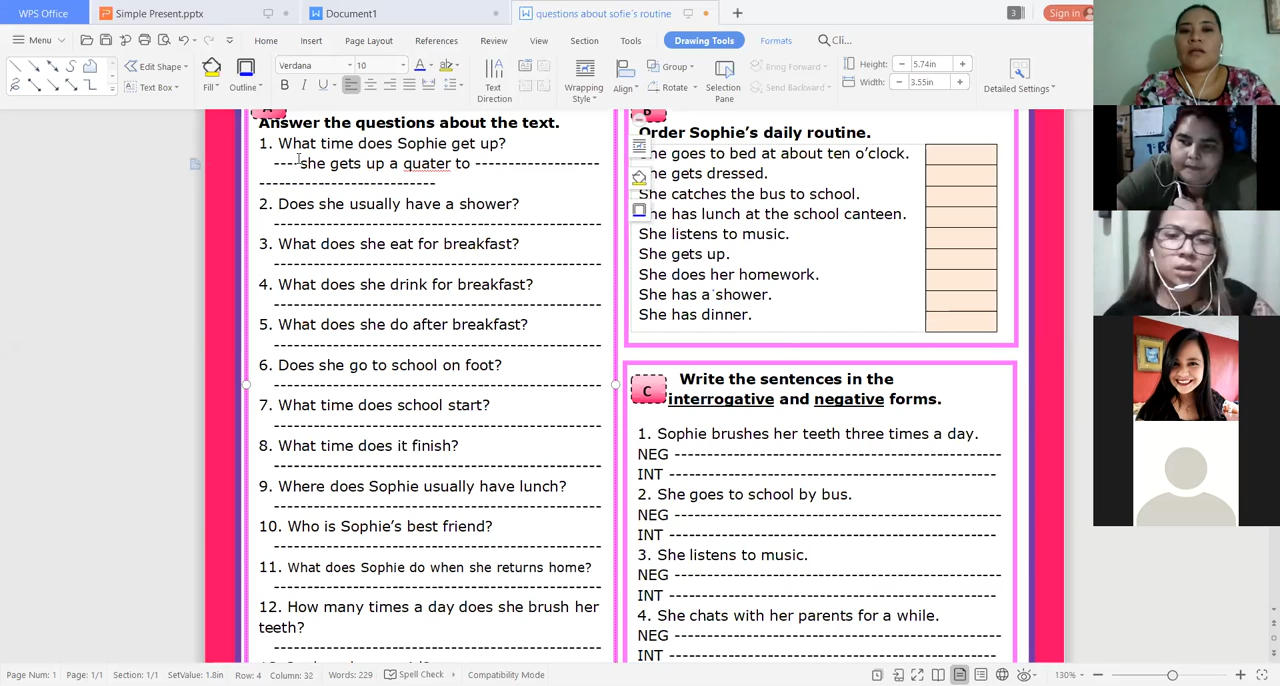 WPS Office
Simple Present.pptx
Document1
questions about sofie's routine
3
Sign in
Menu
Home
Insert
Page Layout
References
Review
View
Section
Tools
Drawing Tools
Formats
Cli...
Edit Shape
Text Box
Fill
Outline
Verdana
10
B I U A ab
Text Direction
Wrapping Style
Align
Group
Rotate
Selection Pane
Bring Forward
Send Backward
Height: 5.74in
Width: 3.55in
Detailed Settings
Answer the questions about the text.
1. What time does Sophie get up?
----she gets up a quater to -------------------
---------------------------
2. Does she usually have a shower?
--------------------------------------------------
3. What does she eat for breakfast?
--------------------------------------------------
4. What does she drink for breakfast?
--------------------------------------------------
5. What does she do after breakfast?
--------------------------------------------------
6. Does she go to school on foot?
--------------------------------------------------
7. What time does school start?
--------------------------------------------------
8. What time does it finish?
--------------------------------------------------
9. Where does Sophie usually have lunch?
--------------------------------------------------
10. Who is Sophie's best friend?
--------------------------------------------------
11. What does Sophie do when she returns home?
--------------------------------------------------
12. How many times a day does she brush her
teeth?
--------------------------------------------------
Order Sophie's daily routine.
he goes to bed at about ten o'clock.
he gets dressed.
She catches the bus to school.
he has lunch at the school canteen.
She listens to music.
She gets up.
She does her homework.
She has a shower.
She has dinner.
C
Write the sentences in the
interrogative and negative forms.
1. Sophie brushes her teeth three times a day.
NEG --------------------------------------------------
INT --------------------------------------------------
2. She goes to school by bus.
NEG --------------------------------------------------
INT --------------------------------------------------
3. She listens to music.
NEG --------------------------------------------------
INT --------------------------------------------------
4. She chats with her parents for a while.
NEG --------------------------------------------------
INT --------------------------------------------------
Page Num: 1
Page: 1/1
Section: 1/1
SetValue: 1.8in
Row: 4
Column: 32
Words: 229
Spell Check
Compatibility Mode
130%